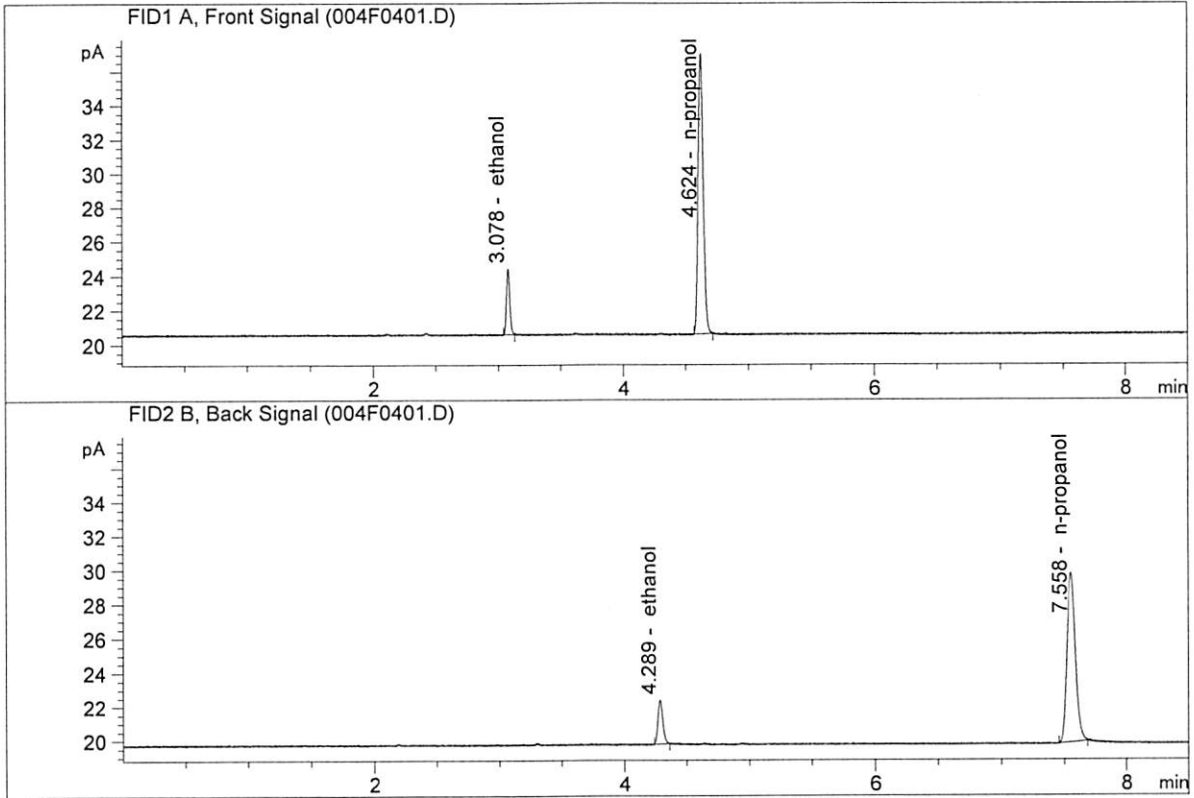 FID1 A, Front Signal (004F0401.D)
pA
34
32
30
28
26
24
22
20
3.078 - ethanol
4.624 - n-propanol
2
4
6
8
min
FID2 B, Back Signal (004F0401.D)
pA
34
32
30
28
26
24
22
20
4.289 - ethanol
7.558 - n-propanol
2
4
6
8
min